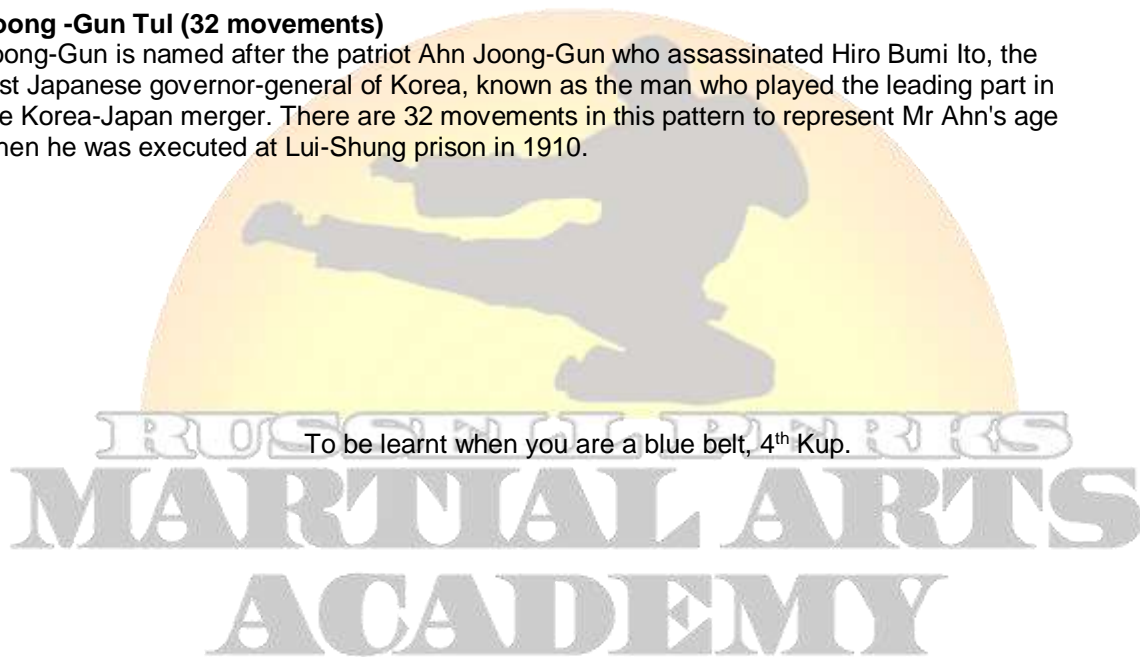 oong -Gun Tul (32 movements)
oong-Gun is named after the patriot Ahn Joong-Gun who assassinated Hiro Bumi Ito, the
st Japanese governor-general of Korea, known as the man who played the leading part in
e Korea-Japan merger. There are 32 movements in this pattern to represent Mr Ahn's age
hen he was executed at Lui-Shung prison in 1910.
RUSSELL PERKS
To be learnt when you are a blue belt, 4th Kup.
MARTIAL ARTS
ACADEMY